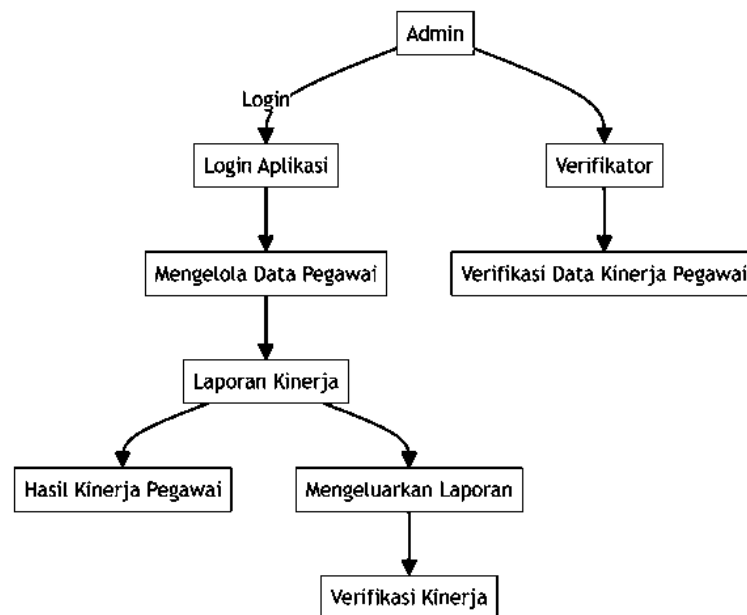 Admin
Login
Login Aplikasi
Verifikator
Mengelola Data Pegawai
Verifikasi Data Kinerja Pegawai
Laporan Kinerja
Hasil Kinerja Pegawai
Mengeluarkan Laporan
Verifikasi Kinerja